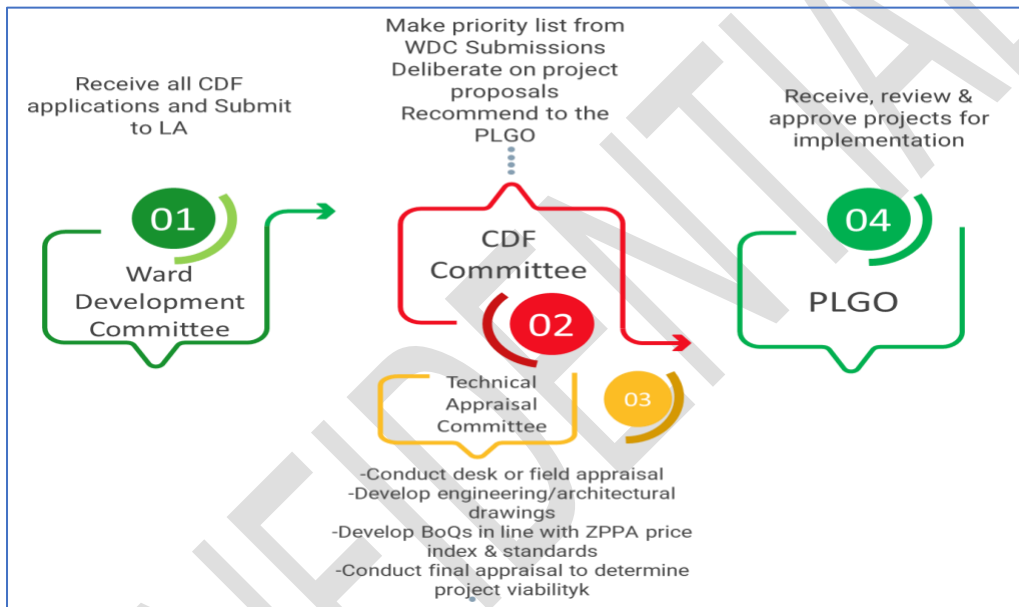 Receive all CDF
applications and Submit
to LA
01
Ward
Development
Committee
Make priority list from
WDC Submissions
Deliberate on project
proposals
Recommend to the
PLGO
CDF
Committee
02
Technical
Appraisal
Committee
03
-Conduct desk or field appraisal
-Develop engineering/architectural
drawings
-Develop BoQs in line with ZPPA price
index & standards
-Conduct final appraisal to determine
project viabilityk
Receive, review &
approve projects for
implementation
04
PLGO